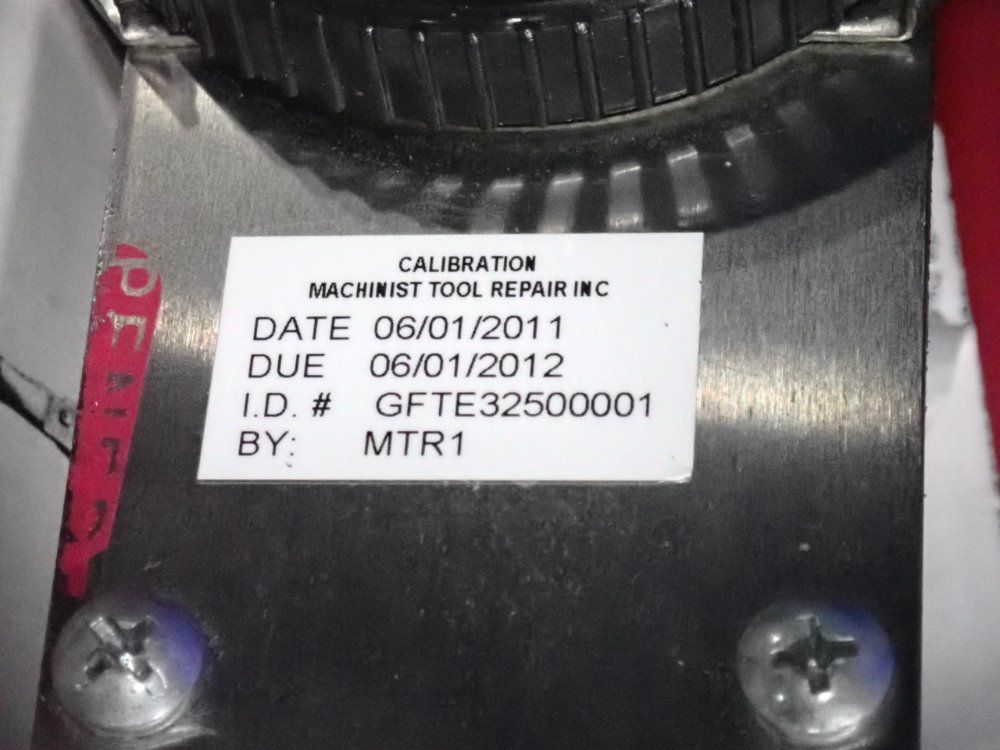 CALIBRATION
MACHINIST TOOL REPAIR INC
DATE 06/01/2011
DUE 06/01/2012
I.D. # GFTE32500001
BY: MTR1